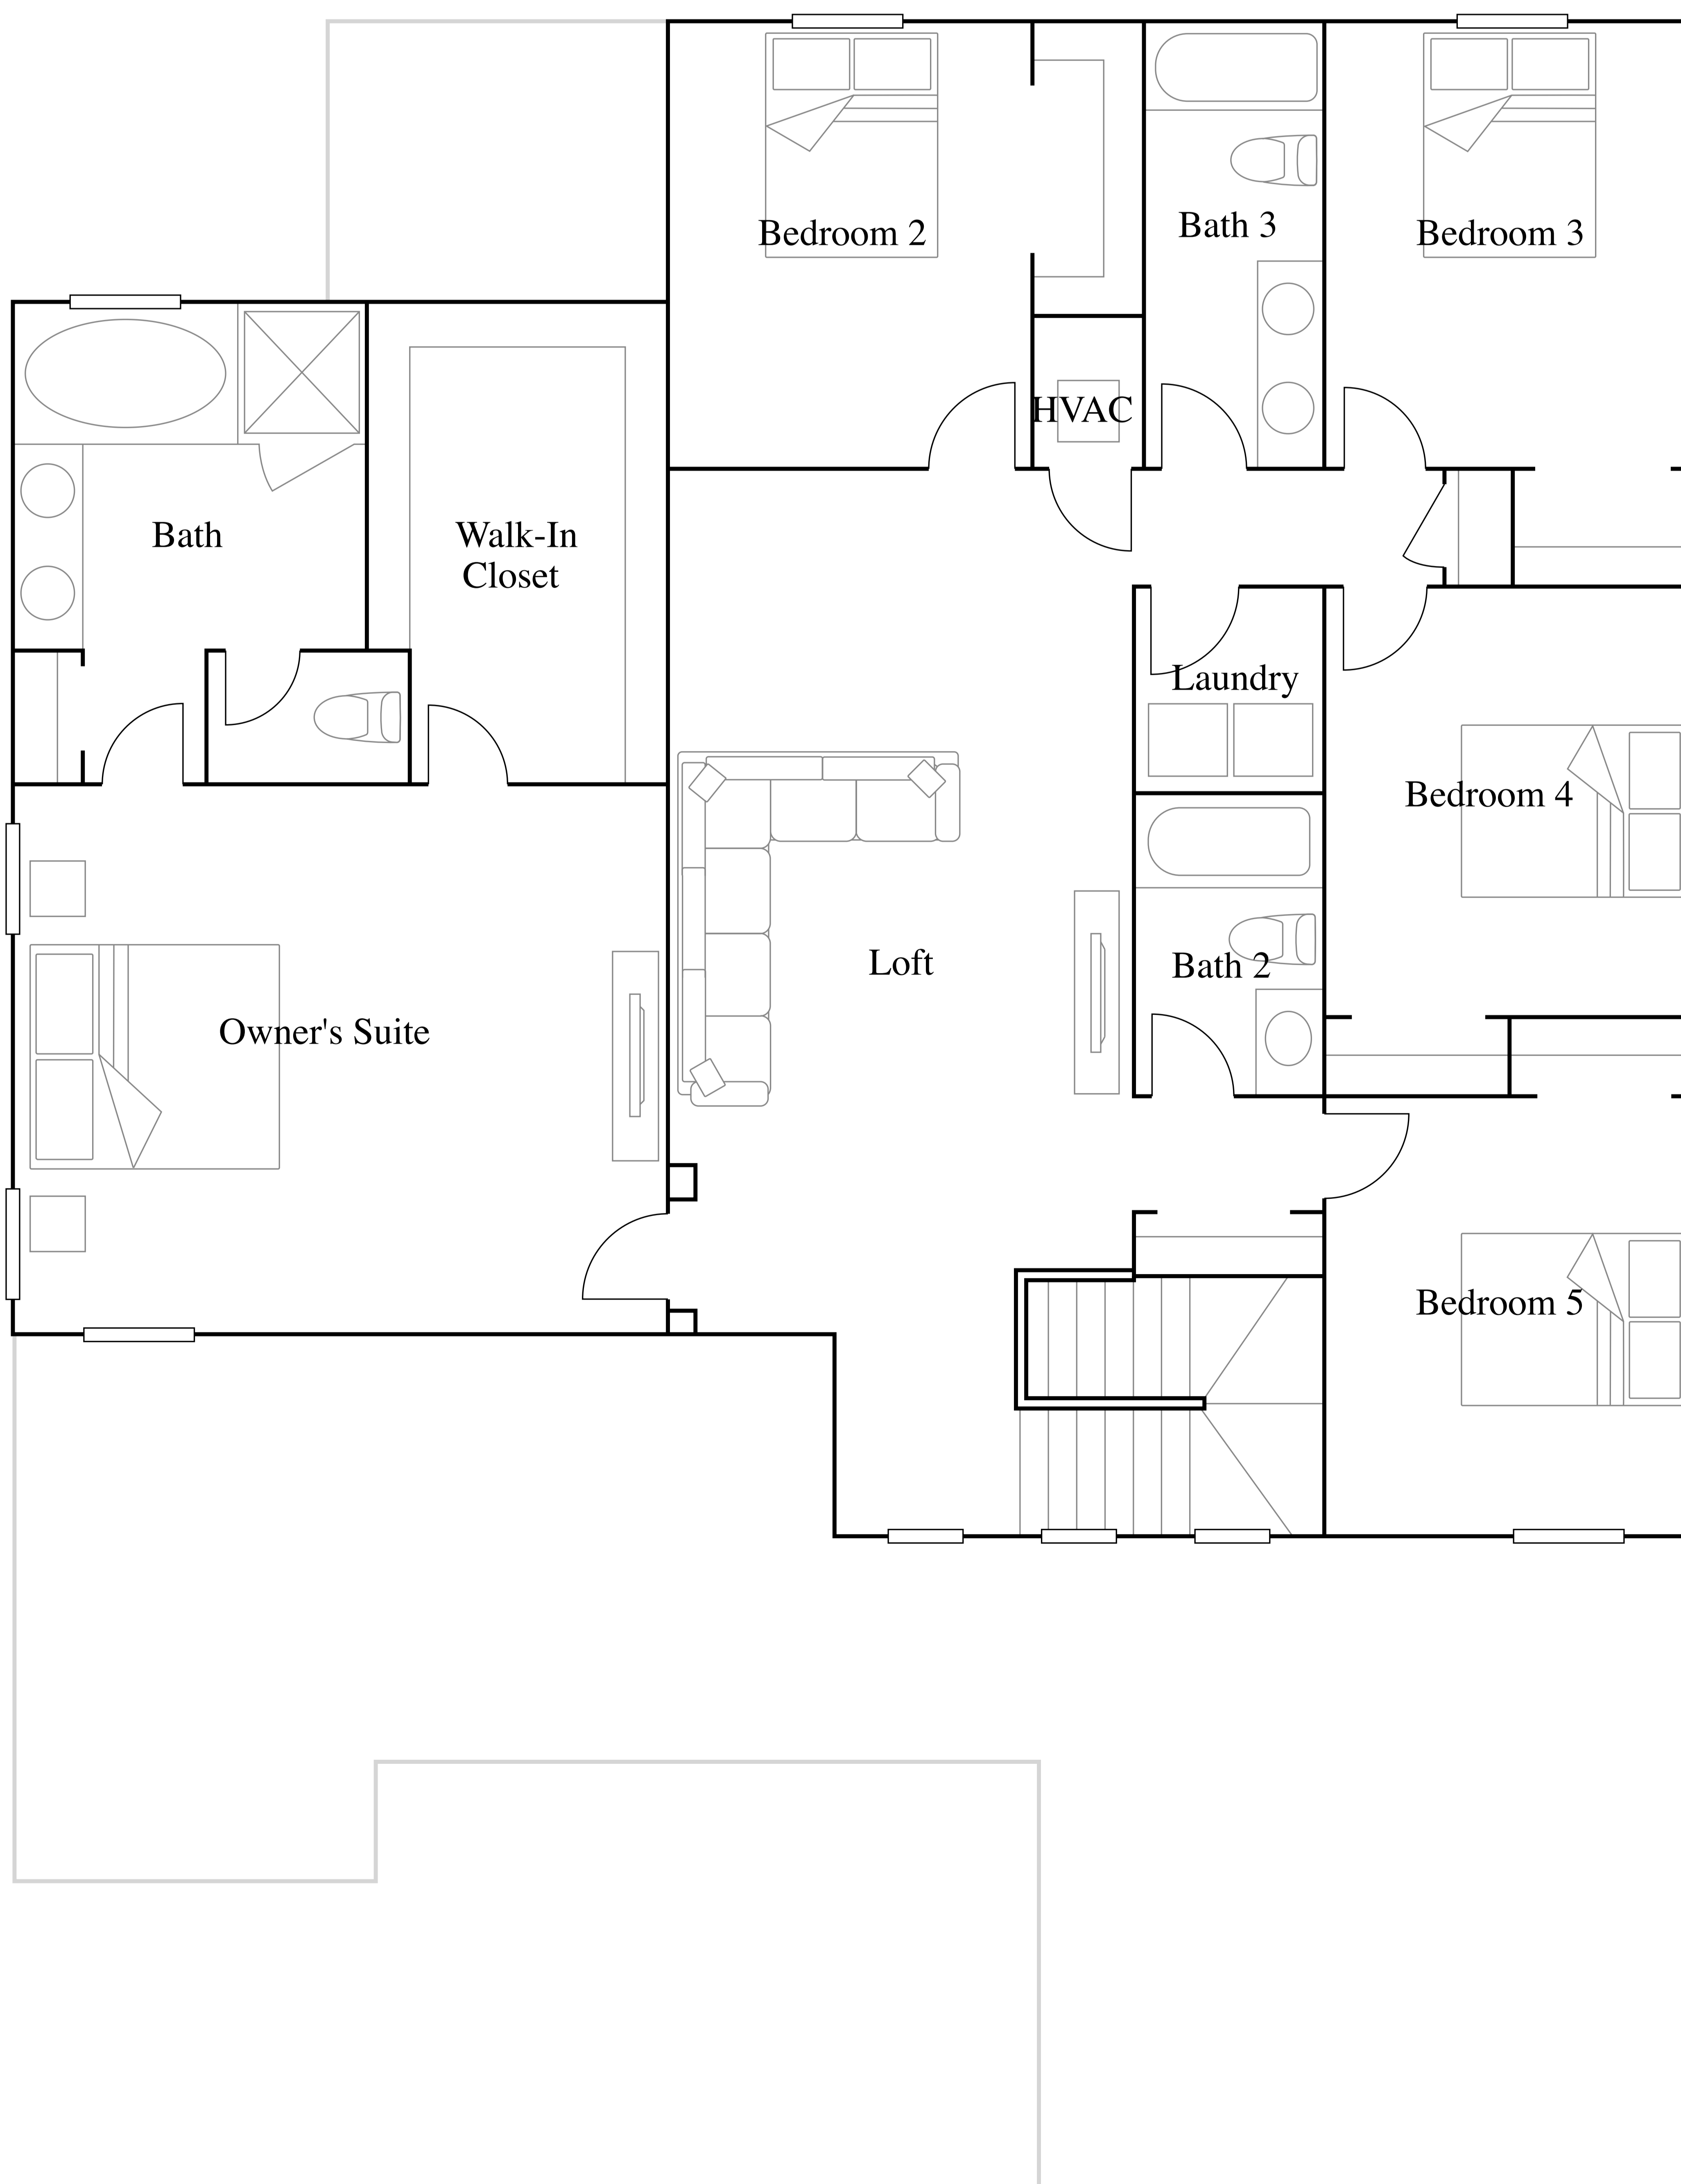 Bedroom 2
Bath 3
Bedroom 3
HVAC
Bath
Walk-In
Closet
Laundry
Bedroom 4
Loft
Bath 2
Owner's Suite
Bedroom 5